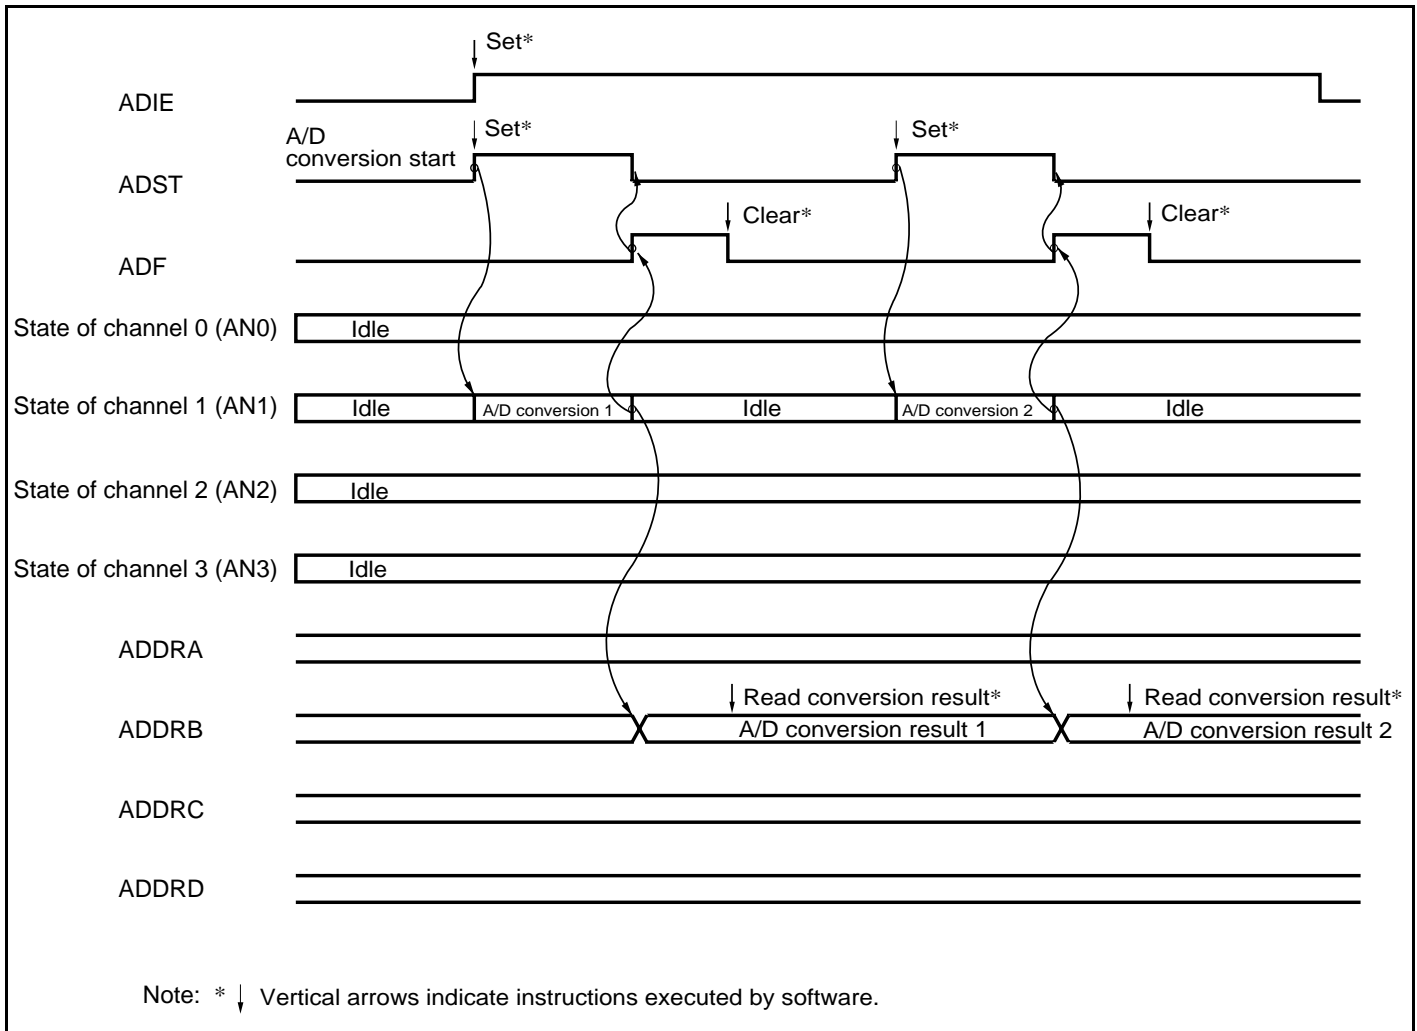 Set*
ADIE
A/D
conversion start
Set*
Set*
ADST
Clear*
Clear*
ADF
State of channel 0 (AN0)
Idle
State of channel 1 (AN1)
Idle
A/D conversion 1
Idle
A/D conversion 2
Idle
State of channel 2 (AN2)
Idle
State of channel 3 (AN3)
Idle
ADDRA
Read conversion result*
Read conversion result*
ADDRB
A/D conversion result 1
A/D conversion result 2
ADDRC
ADDRD
Note: * ↓ Vertical arrows indicate instructions executed by software.